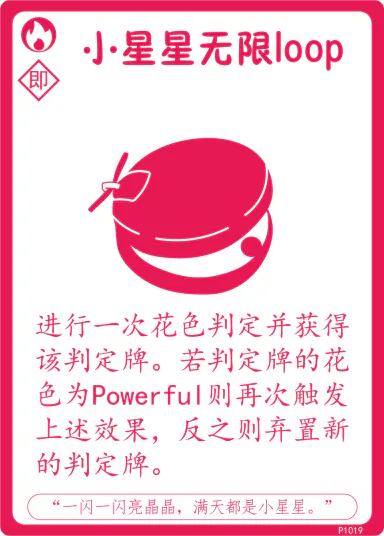 小星星无限loop
即
进行一次花色判定并获得
该判定牌。若判定牌的花
色为Powerful则再次触发
上述效果，反之则弃置新
的判定牌。
“一闪一闪亮晶晶，满天都是小星星。”
P1019